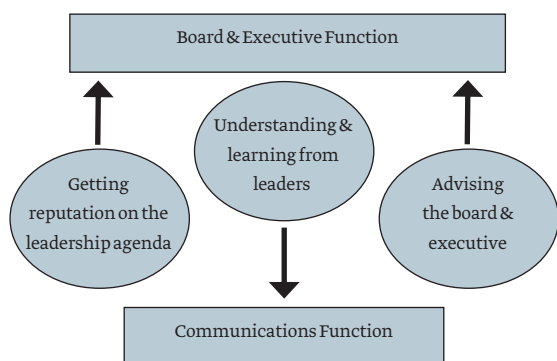 Board & Executive Function
Understanding &
learning from
leaders
Getting
reputation on the
leadership agenda
Advising
the board &
executive
Communications Function